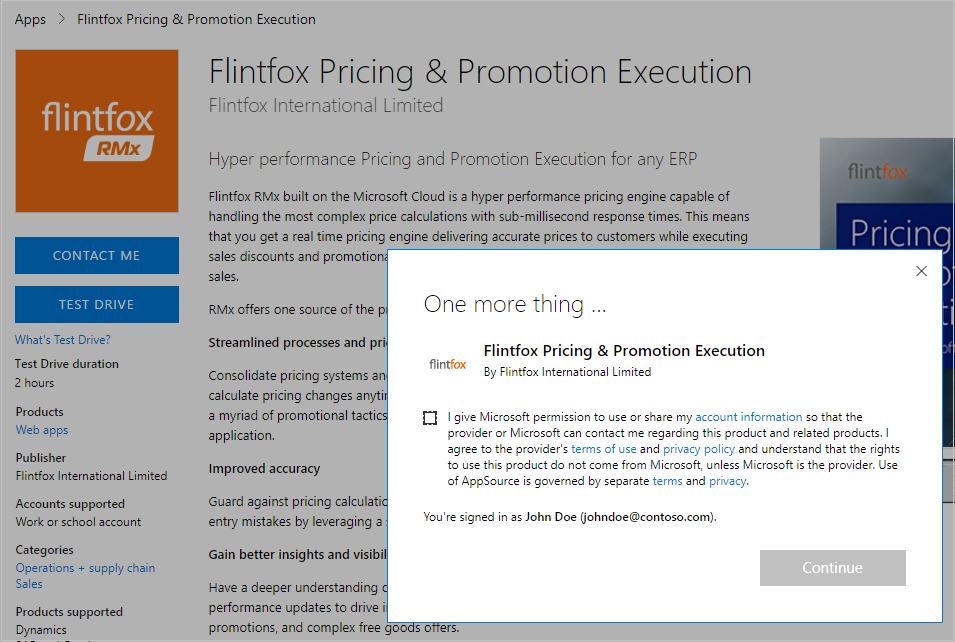 Apps > Flintfox Pricing & Promotion Execution
flintfox
RMx
CONTACT ME
TEST DRIVE
What's Test Drive?
Test Drive duration
2 hours
Products
Web apps
Publisher
Flintfox International Limited
Accounts supported
Work or school account
Categories
Operations + supply chain
Sales
Products supported
Dynamics
Flintfox Pricing & Promotion Execution
Flintfox International Limited
Hyper performance Pricing and Promotion Execution for any ERP
Flintfox RMx built on the Microsoft Cloud is a hyper performance pricing engine capable of
handling the most complex price calculations with sub-millisecond response times. This means
that you get a real time pricing engine delivering accurate prices to customers while executing
sales discounts and promotiona
sales.
RMx offers one source of the p
Streamlined processes and pri
Consolidate pricing systems an
calculate pricing changes anyti
a myriad of promotional tactics
application.
Improved accuracy
Guard against pricing calculatio
entry mistakes by leveraging a
Gain better insights and visibil
Have a deeper understanding
performance updates to drive i
promotions, and complex free goods offers.
flintfox
Pricing
One more thing ...
flintfox
Flintfox Pricing & Promotion Execution
By Flintfox International Limited
I give Microsoft permission to use or share my account information so that the
provider or Microsoft can contact me regarding this product and related products. I
agree to the provider's terms of use and privacy policy and understand that the rights
to use this product do not come from Microsoft, unless Microsoft is the provider. Use
of AppSource is governed by separate terms and privacy.
You're signed in as John Doe (johndoe@contoso.com).
Continue